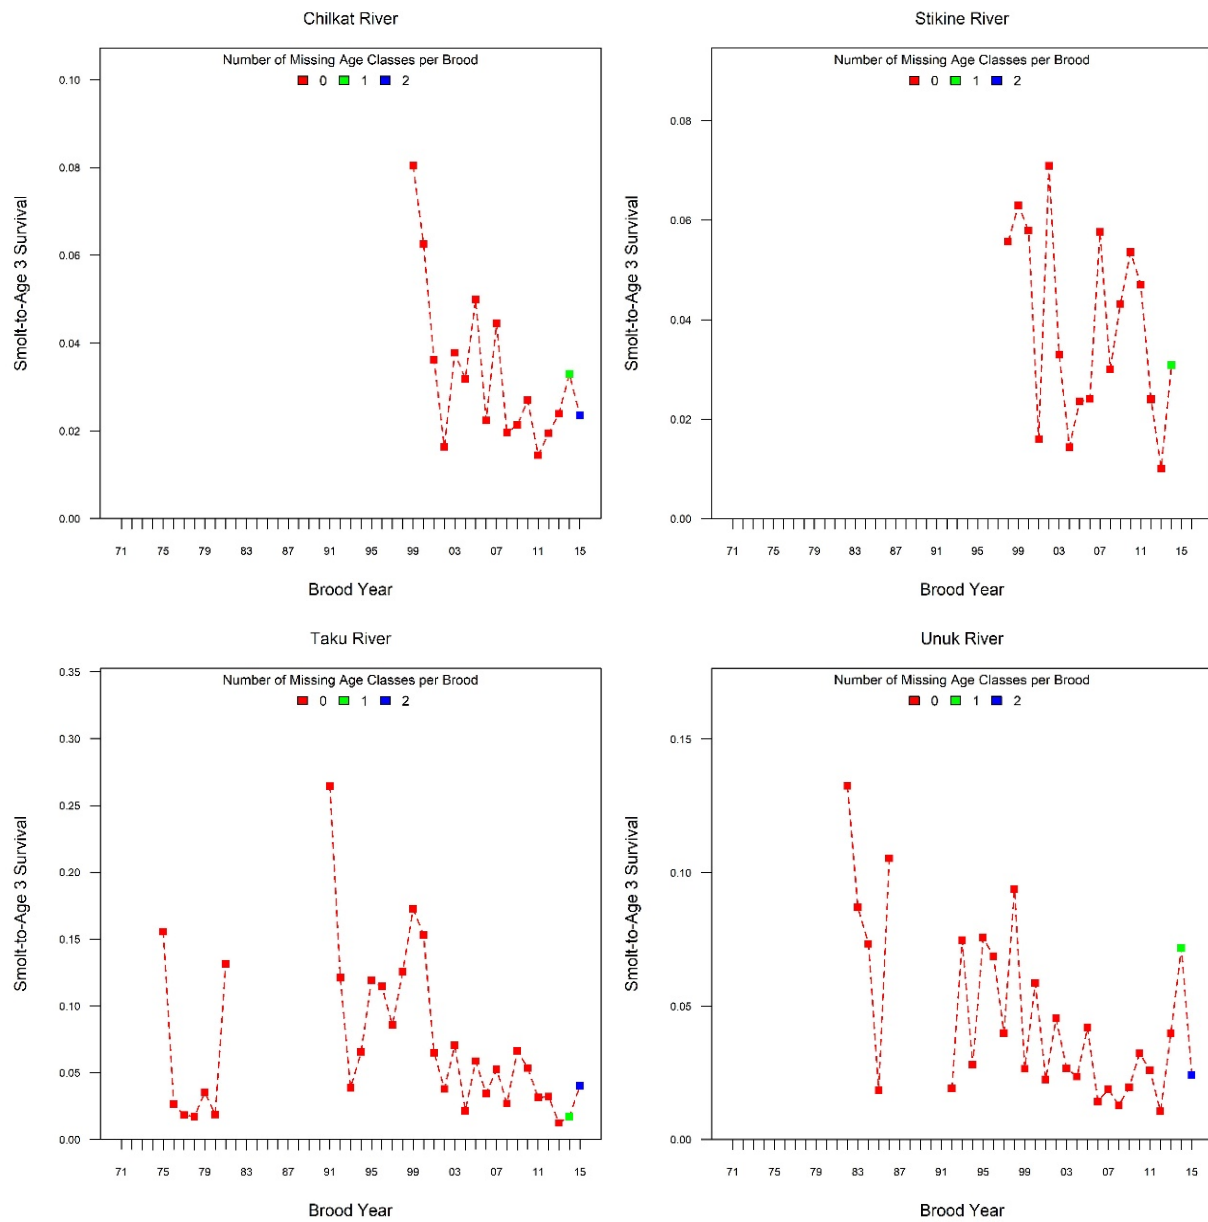 Chilkat River
Number of Missing Age Classes per Brood
0 1 2
0.10
0.08
0.06
0.04
0.02
0.00
Smolt-to-Age 3 Survival
71 75 79 83 87 91 95 99 03 07 11 15
Brood Year
Stikine River
Number of Missing Age Classes per Brood
0 1 2
0.08
0.06
0.04
0.02
0.00
Smolt-to-Age 3 Survival
71 75 79 83 87 91 95 99 03 07 11 15
Brood Year
Taku River
Number of Missing Age Classes per Brood
0 1 2
0.35
0.30
0.25
0.20
0.15
0.10
0.05
0.00
Smolt-to-Age 3 Survival
71 75 79 83 87 91 95 99 03 07 11 15
Brood Year
Unuk River
Number of Missing Age Classes per Brood
0 1 2
0.15
0.10
0.05
0.00
Smolt-to-Age 3 Survival
71 75 79 83 87 91 95 99 03 07 11 15
Brood Year